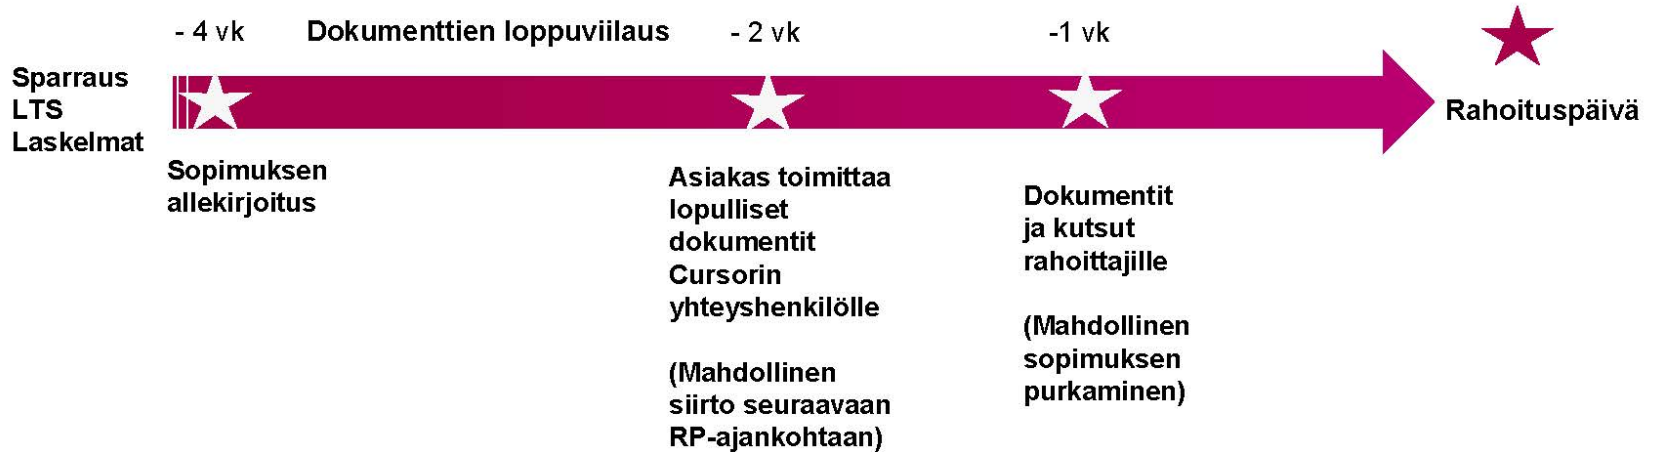 - 4 vk
Dokumenttien loppuviilaus
- 2 vk
-1 vk
Sparraus
LTS
Laskelmat
Rahoituspäivä
Sopimuksen
allekirjoitus
Asiakas toimittaa
lopulliset
dokumentit
Cursorin
yhteyshenkilölle
(Mahdollinen
siirto seuraavaan
RP-ajankohtaan)
Dokumentit
ja kutsut
rahoittajille
(Mahdollinen
sopimuksen
purkaminen)